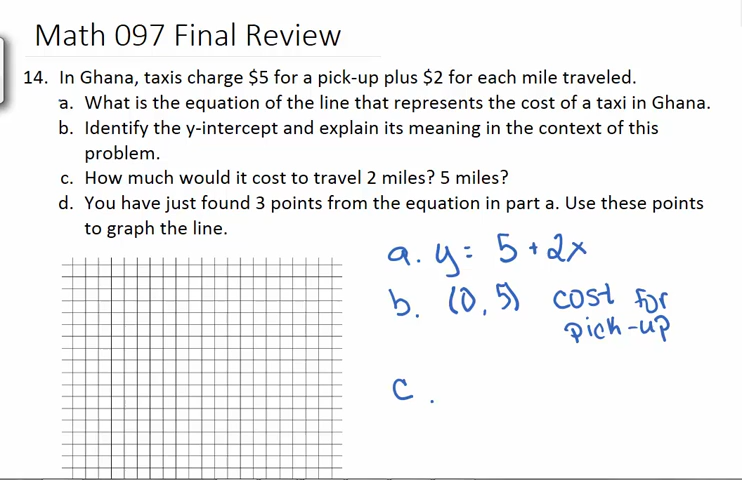 Math 097 Final Review
14. In Ghana, taxis charge $5 for a pick-up plus $2 for each mile traveled.
a. What is the equation of the line that represents the cost of a taxi in Ghana.
b. Identify the y-intercept and explain its meaning in the context of this
problem.
c. How much would it cost to travel 2 miles? 5 miles?
d. You have just found 3 points from the equation in part a. Use these points
to graph the line.
a. y = 5 + 2x
b. (0, 5) cost for
pick-up
c.